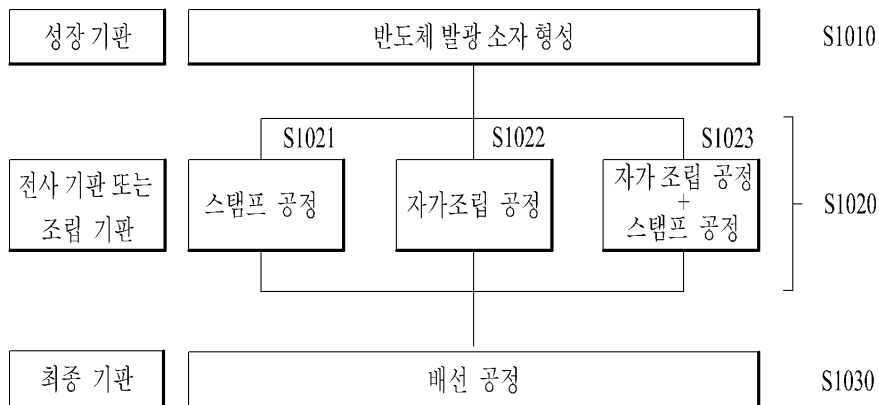 성장 기판
반도체 발광 소자 형성
S1010
S1021
S1022
S1023
전사 기판 또는
조립 기판
스탬프 공정
자가조립 공정
자가 조립 공정
+
스탬프 공정
S1020
최종 기판
배선 공정
S1030